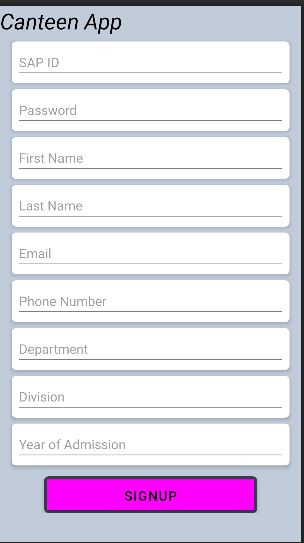 Canteen App
SAP ID
Password
First Name
Last Name
Email
Phone Number
Department
Division
Year of Admission
SIGNUP